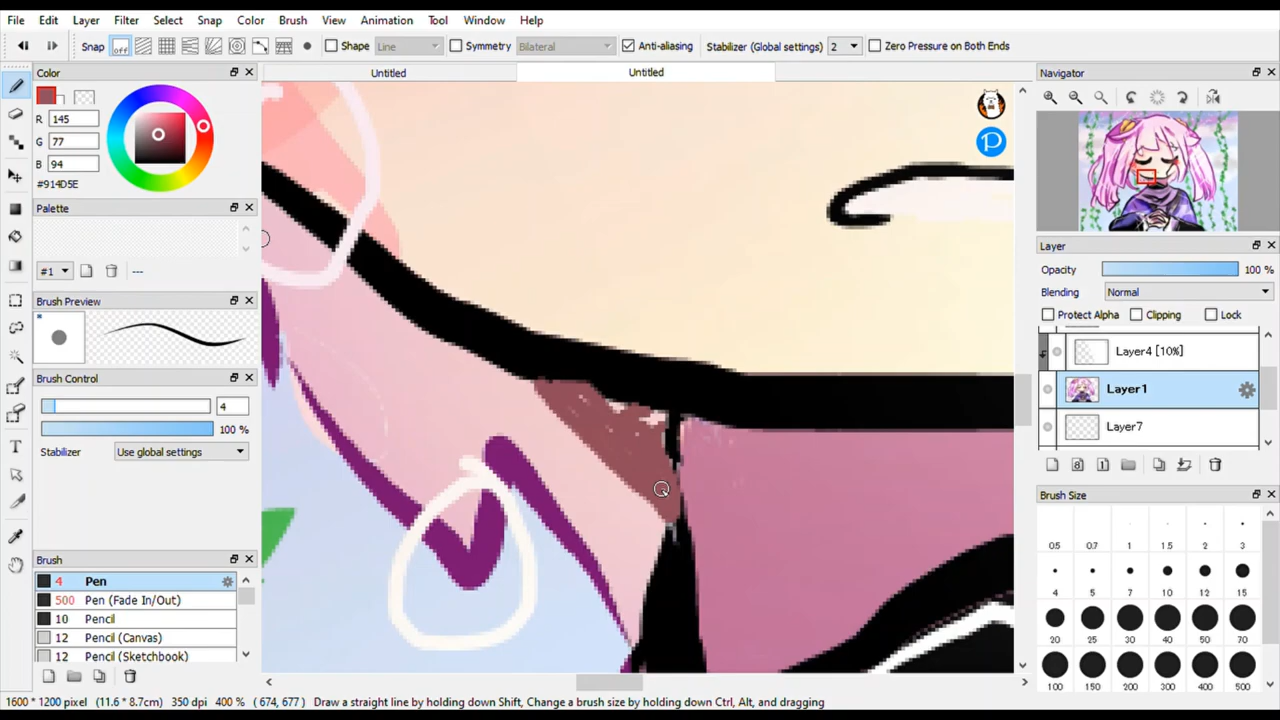 File Edit Layer Filter Select Snap Color Brush View Animation Tool Window Help
Snap off Shape Line Symmetry Bilateral Anti-aliasing Stabilizer (Global settings) 2 Zero Pressure on Both Ends
Color
R 145
G 77
B 94
#914D5E
Palette
#1 ---
Brush Preview
Brush Control
4
100 %
Stabilizer Use global settings
Brush
4 Pen
500 Pen (Fade In/Out)
10 Pencil
12 Pencil (Canvas)
12 Pencil (Sketchbook)
Untitled Untitled
Navigator
Layer
Opacity 100 %
Blending Normal
Protect Alpha Clipping Lock
Layer4 [10%]
Layer1
Layer7
Brush Size
0.5 0.7 1 1.5 2 3
4 5 7 10 12 15
20 25 30 40 50 70
100 150 200 300 400 500
1600 * 1200 pixel (11.6 * 8.7cm) 350 dpi 400 % ( 674, 677) Draw a straight line by holding down Shift, Change a brush size by holding down Ctrl, Alt, and dragging